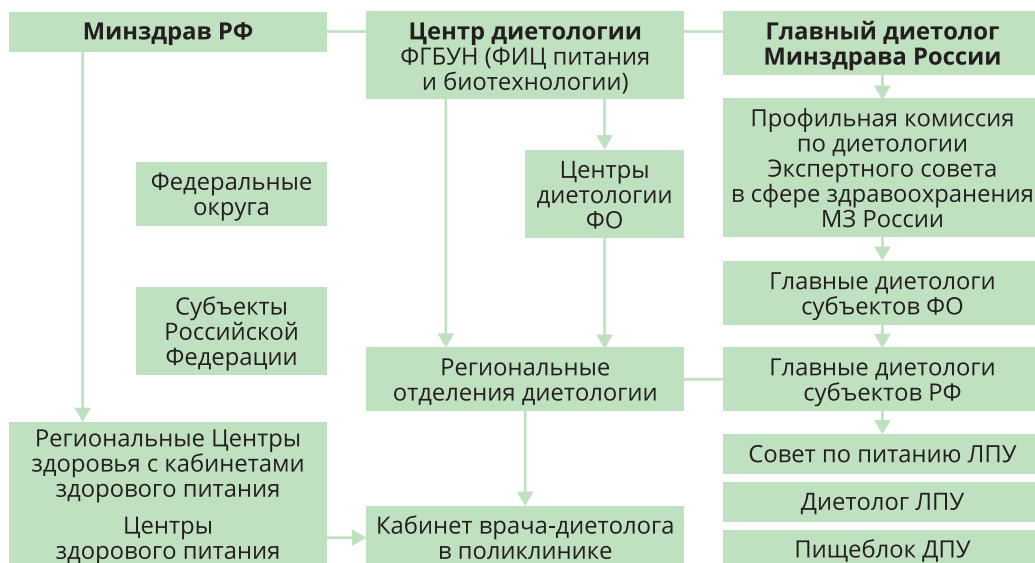 Минздрав РФ
Центр диетологии
ФГБУН (ФИЦ питания
и биотехнологии)
Главный диетолог
Минздрава России
Профильная комиссия
по диетологии
Экспертного совета
в сфере здравоохранения
МЗ России
Федеральные
округа
Центры
диетологии
ФО
Главные диетологи
субъектов ФО
Субъекты
Российской
Федерации
Региональные
отделения диетологии
Главные диетологи
субъектов РФ
Региональные Центры
здоровья с кабинетами
здорового питания
Центры
здорового питания
Кабинет врача-диетолога
в поликлинике
Совет по питанию ЛПУ
Диетолог ЛПУ
Пищеблок ДПУ